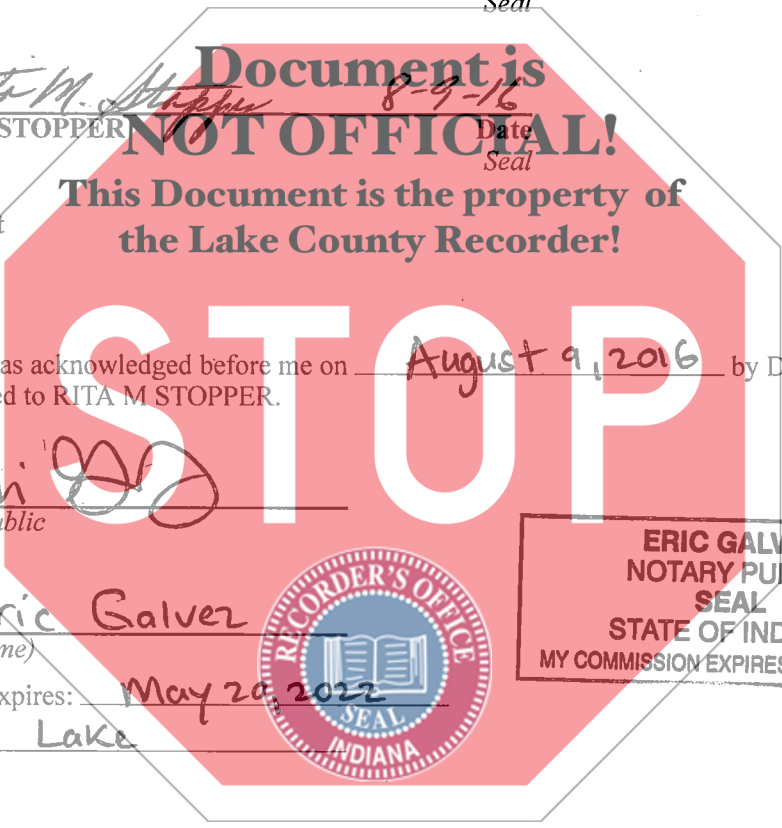 Seal
Document is
M. Stopper 8-9-16
STOPPER Date
NOT OFFICIAL!
Seal
This Document is the property of
t
the Lake County Recorder!
STOP
as acknowledged before me on August 9, 2016 by D
ed to RITA M STOPPER.
ublic
ERIC GALV
NOTARY PU
SEAL
STATE OF IND
MY COMMISSION EXPIRES
ric Galvez
me)
xpires: May 20, 2022
Lake
RECORDER'S OFFICE
SEAL
INDIANA